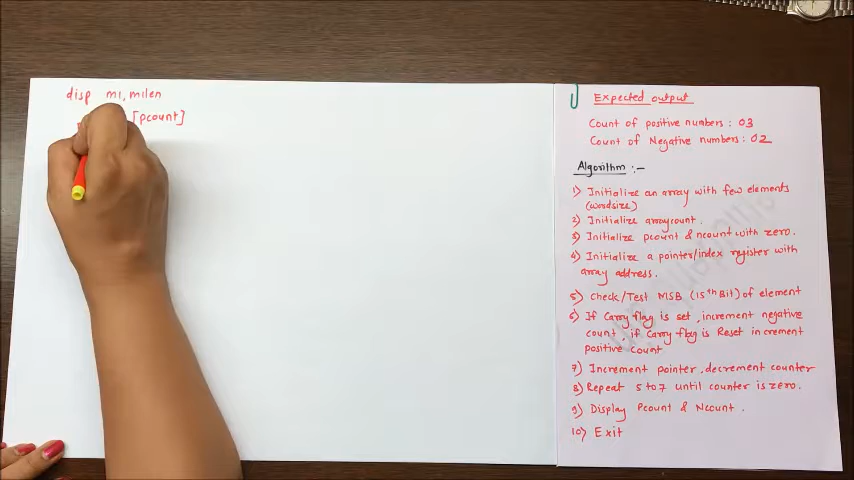 disp m1, m1len
[pcount]
Expected output
Count of positive numbers : 03
Count of Negative numbers : 02
Algorithm :-
1) Initialize an array with few elements
(wordsize)
2) Initialize arraycount.
3) Initialize pcount & ncount with zero.
4) Initialize a pointer/index register with
array address.
5) Check/Test MSB (15th Bit) of element
6) If Carry flag is set, increment negative
count. if Carry flag is Reset increment
positive count
7) Increment pointer, decrement counter
8) Repeat 5 to 7 until counter is zero.
9) Display Pcount & Ncount.
10) Exit